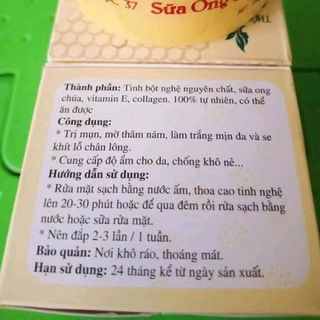 37 Sữa Ong
Thành phần: Tinh bột nghệ nguyên chất, sữa ong
chúa, vitamin E, collagen. 100% tự nhiên, có thể
ăn được
Công dụng:
* Trị mụn, mờ thâm nám, làm trắng mịn da và se
khít lỗ chân lông.
* Cung cấp độ ẩm cho da, chống khô nẻ...
Hướng dẫn sử dụng:
* Rửa mặt sạch bằng nước ấm, thoa cao tinh nghệ
lên 20-30 phút hoặc để qua đêm rồi rửa sạch bằng
nước hoặc sữa rửa mặt.
* Nên đắp 2-3 lần / 1 tuần.
Bảo quản: Nơi khô ráo, thoáng mát.
Hạn sử dụng: 24 tháng kể từ ngày sản xuất.